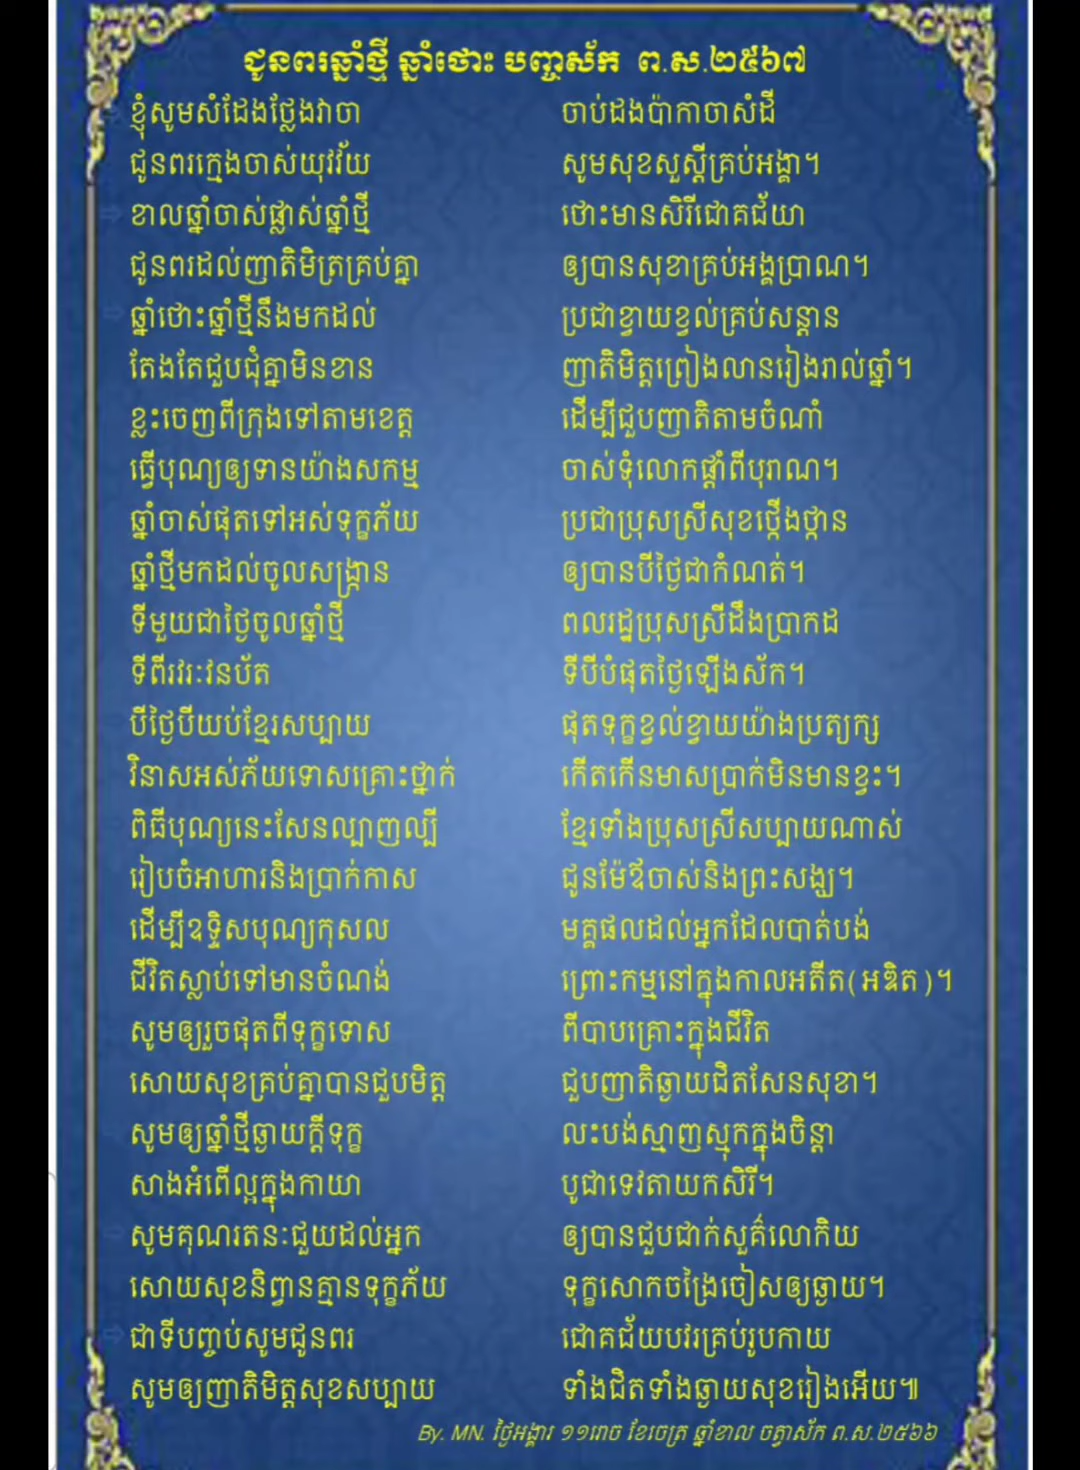 ជូនពរឆ្នាំថ្មី ឆ្នាំថោះ បញ្ចស័ក ព.ស.២៥៦៧
ខ្ញុំសូមសំដែងថ្លែងវាចា ចាប់ដងប៉ាកាចាសំដី
ជូនពរក្មេងចាស់យុវវ័យ សូមសុខសួស្តីគ្រប់អង្គា។
ខាលឆ្នាំចាស់ផ្លាស់ឆ្នាំថ្មី ថោះមានសិរីជោគជ័យា
ជូនពរដល់ញាតិមិត្រគ្រប់គ្នា ឲ្យបានសុខាគ្រប់អង្គប្រាណ។
ឆ្នាំថោះឆ្នាំថ្មីនឹងមកដល់ ប្រជាខ្វាយខ្វល់គ្រប់សន្តាន
តែងតែជួបជុំគ្នាមិនខាន ញាតិមិត្តព្រៀងលានរៀងរាល់ឆ្នាំ។
ខ្លះចេញពីក្រុងទៅតាមខេត្ត ដើម្បីជួបញាតិតាមចំណាំ
ធ្វើបុណ្យឲ្យទានយ៉ាងសកម្ម ចាស់ទុំលោកផ្តាំពីបុរាណ។
ឆ្នាំចាស់ផុតទៅអស់ទុក្ខភ័យ ប្រជាប្រុសស្រីសុខថ្កើងថ្កាន
ឆ្នាំថ្មីមកដល់ចូលសង្ក្រាន ឲ្យបានបីថ្ងៃជាកំណត់។
ទីមួយជាថ្ងៃចូលឆ្នាំថ្មី ពលរដ្ឋប្រុសស្រីដឹងប្រាកដ
ទីពីរវរៈវនប័ត ទីបីបំផុតថ្ងៃឡើងស័ក។
បីថ្ងៃបីយប់ខ្មែរសប្បាយ ផុតទុក្ខខ្វល់ខ្វាយយ៉ាងប្រត្យក្ស
វិនាសអស់ភ័យទោសគ្រោះថ្នាក់ កើតកើនមាសប្រាក់មិនមានខ្វះ។
ពិធីបុណ្យនេះសែនល្បាញល្បី ខ្មែរទាំងប្រុសស្រីសប្បាយណាស់
រៀបចំអាហារនិងប្រាក់កាស ជូនម៉ែឪចាស់និងព្រះសង្ឃ។
ដើម្បីឧទ្ទិសបុណ្យកុសល មគ្គផលដល់អ្នកដែលបាត់បង់
ជីវិតស្លាប់ទៅមានចំណង់ ព្រោះកម្មនៅក្នុងកាលអតីត(អឌិត)។
សូមឲ្យរួចផុតពីទុក្ខទោស ពីបាបគ្រោះក្នុងជីវិត
សោយសុខគ្រប់គ្នាបានជួបមិត្ត ជួបញាតិឆ្ងាយជិតសែនសុខា។
សូមឲ្យឆ្នាំថ្មីឆ្ងាយក្តីទុក្ខ លះបង់ស្មាញស្មុកក្នុងចិន្តា
សាងអំពើល្អក្នុងកាយា បូជាទេវតាយកសិរី។
សូមគុណរតនៈជួយដល់អ្នក ឲ្យបានជួបជាក់សួគ៌លោកិយ
សោយសុខនិព្វានគ្មានទុក្ខភ័យ ទុក្ខសោកចង្រៃចៀសឲ្យឆ្ងាយ។
ជាទីបញ្ចប់សូមជូនពរ ជោគជ័យបវរគ្រប់រូបកាយ
សូមឲ្យញាតិមិត្តសុខសប្បាយ ទាំងជិតទាំងឆ្ងាយសុខរៀងអើយ៕
By. MN. ថ្ងៃអង្គារ ១១រោច ខែចេត្រ ឆ្នាំខាល ចត្វាស័ក ព.ស.២៥៦៦